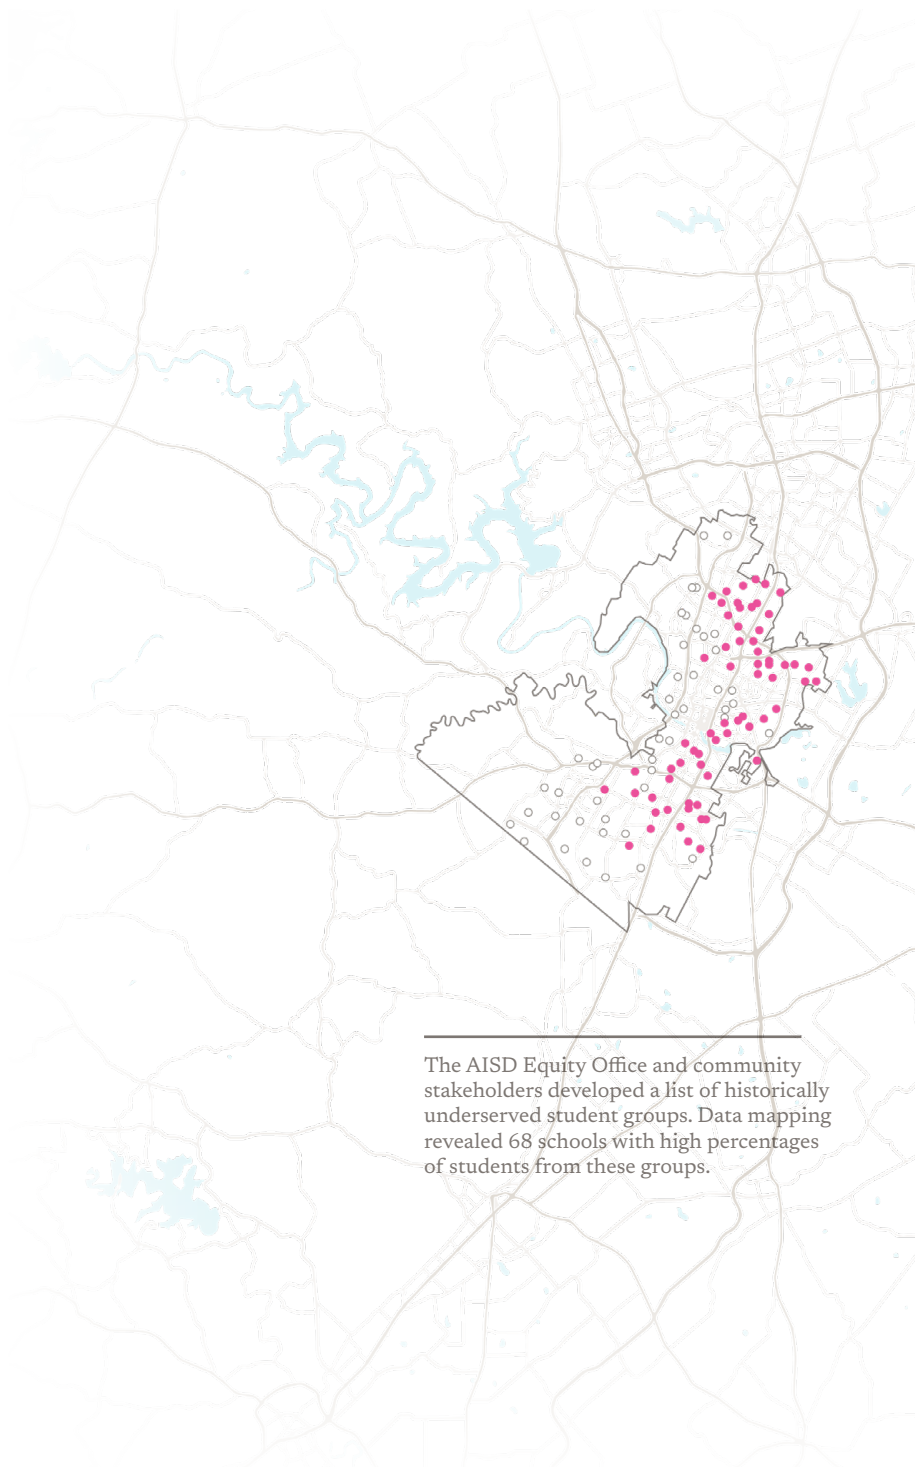 The AISD Equity Office and community
stakeholders developed a list of historically
underserved student groups. Data mapping
revealed 68 schools with high percentages
of students from these groups.